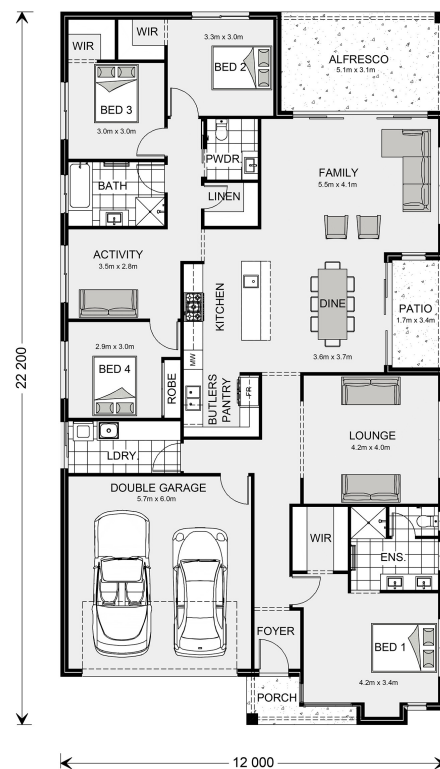 WIR
WIR
3.3m x 3.0m
BED 2
ALFRESCO
5.1m x 3.1m
BED 3
3.0m x 3.0m
PWDR.
FAMILY
5.5m x 4.1m
BATH
LINEN
ACTIVITY
3.5m x 2.8m
KITCHEN
DINE
PATIO
1.7m x 3.4m
3.6m x 3.7m
2.9m x 3.0m
BED 4
MW
ROBE
BUTLERS
PANTRY
FR
22 200
LOUNGE
4.2m x 4.0m
LDRY.
DOUBLE GARAGE
5.7m x 6.0m
WIR
ENS.
FOYER
BED 1
4.2m x 3.4m
PORCH
12 000